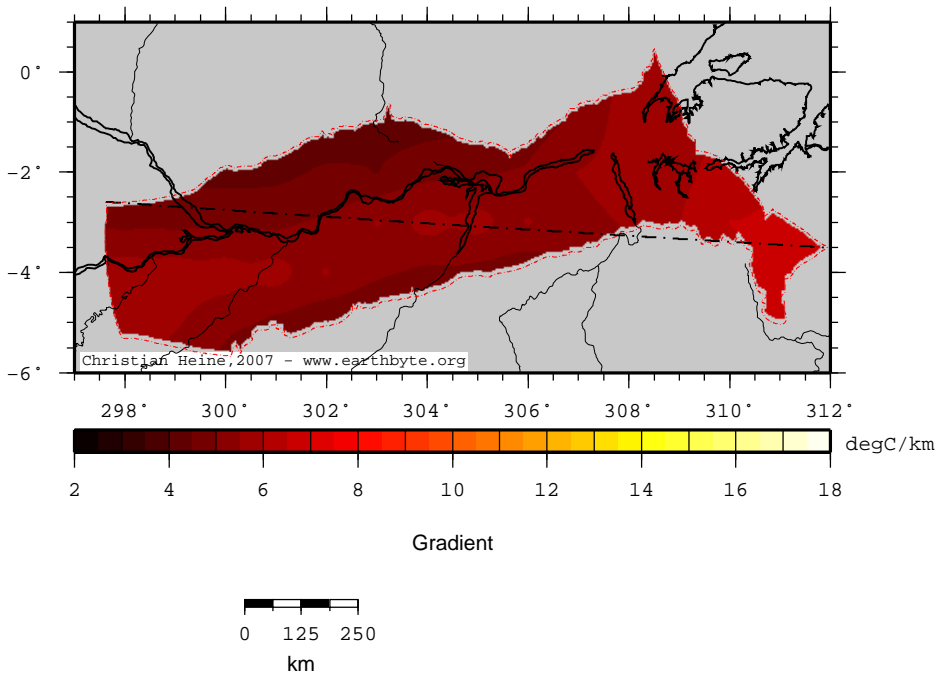 0°
−2°
−4°
−6°
Christian Heine,2007 − www.earthbyte.org
298° 300° 302° 304° 306° 308° 310° 312°
degC/km
2 4 6 8 10 12 14 16 18
Gradient
0 125 250
km